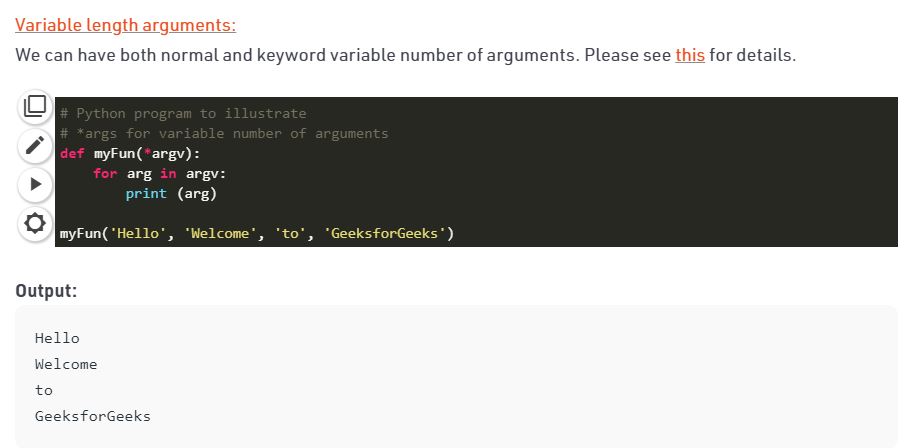 Variable length arguments:
We can have both normal and keyword variable number of arguments. Please see this for details.
# Python program to illustrate
# *args for variable number of arguments
def myFun(*argv):
    for arg in argv:
        print (arg)
myFun('Hello', 'Welcome', 'to', 'GeeksforGeeks')
Output:
Hello
Welcome
to
GeeksforGeeks